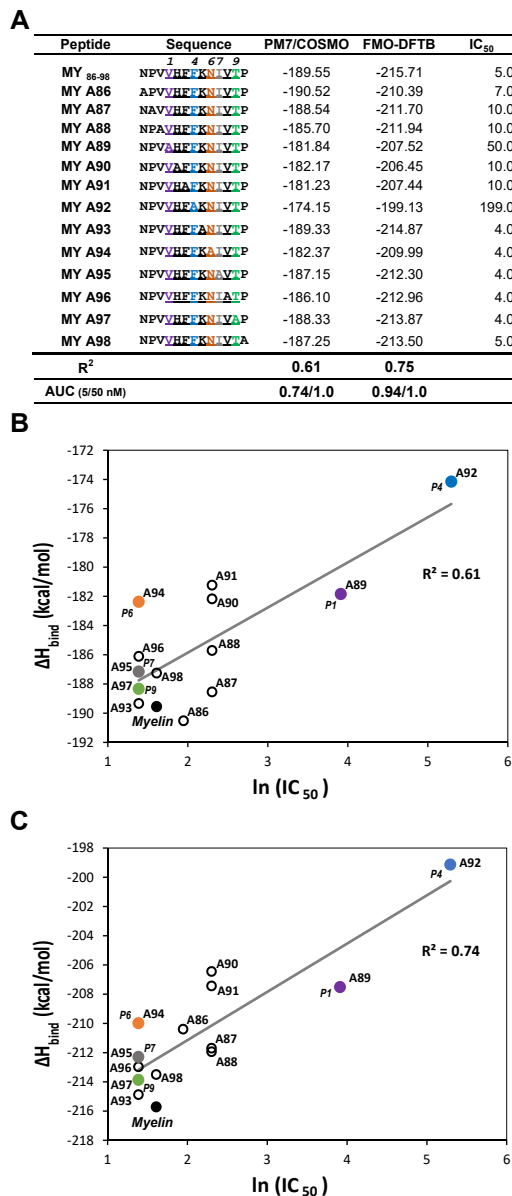 A
1 4 67 9
Peptide Sequence PM7/COSMO FMO-DFTB IC50
MY 86-98 NPVVHFFKNIVTP -189.55 -215.71 5.0
MY A86 APVVHFFKNIVTP -190.52 -210.39 7.0
MY A87 NAVVHFFKNIVTP -188.54 -211.70 10.0
MY A88 NPAVHFFKNIVTP -185.70 -211.94 10.0
MY A89 NPVAHFFKNIVTP -181.84 -207.52 50.0
MY A90 NPVVAFFKNIVTP -182.17 -206.45 10.0
MY A91 NPVVHAFKNIVTP -181.23 -207.44 10.0
MY A92 NPVVHFAKNIVTP -174.15 -199.13 199.0
MY A93 NPVVHFFANIVTP -189.33 -214.87 4.0
MY A94 NPVVHFFKAIVTP -182.37 -209.99 4.0
MY A95 NPVVHFFKNAVTP -187.15 -212.30 4.0
MY A96 NPVVHFFKNIATP -186.10 -212.96 4.0
MY A97 NPVVHFFKNIVAP -188.33 -213.87 4.0
MY A98 NPVVHFFKNIVTA -187.25 -213.50 5.0
R2 0.61 0.75
AUC (5/50 nM) 0.74/1.0 0.94/1.0
B
-172
-174
-176
-178
-180
-182
-184
-186
-188
-190
-192
ΔHbind (kcal/mol)
A92
P4
R² = 0.61
A91
A90
A94
P6
A89
P1
A96
A88
A95 P7
A98
A97 P9
A87
A93
Myelin
A86
1 2 3 4 5 6
ln (IC50)
C
-198
-200
-202
-204
-206
-208
-210
-212
-214
-216
-218
ΔHbind (kcal/mol)
A92
P4
R² = 0.74
A90
A91
A89
P1
P6 A94
A86
A95 P7
A87
A96
A88
A97 P9
A98
A93
Myelin
1 2 3 4 5 6
ln (IC50)